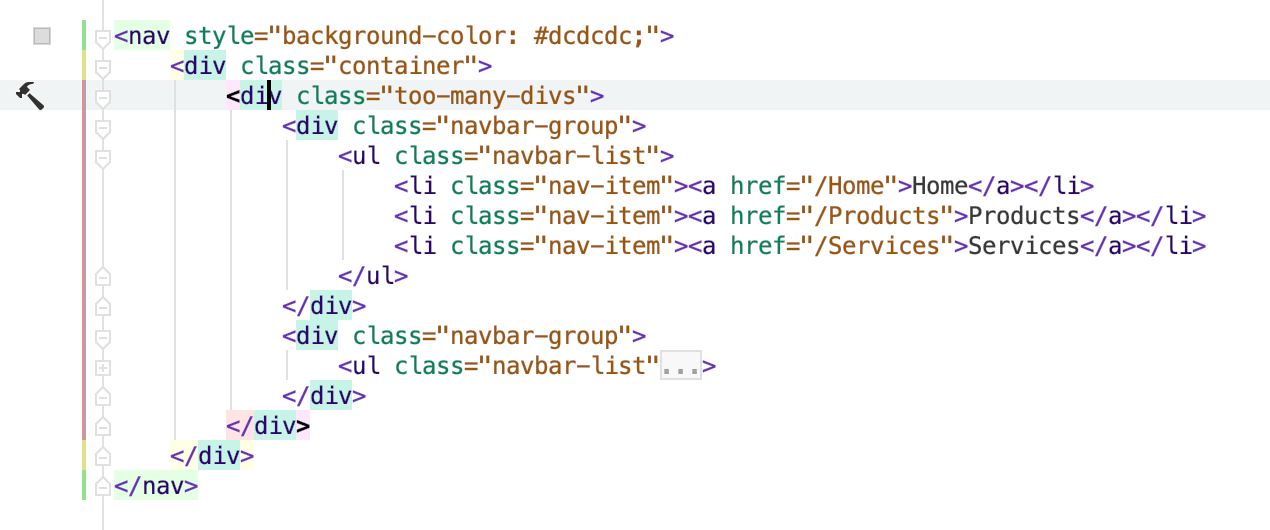 <nav style="background-color: #dcdcdc;">
    <div class="container">
        <div class="too-many-divs">
            <div class="navbar-group">
                <ul class="navbar-list">
                    <li class="nav-item"><a href="/Home">Home</a></li>
                    <li class="nav-item"><a href="/Products">Products</a></li>
                    <li class="nav-item"><a href="/Services">Services</a></li>
                </ul>
            </div>
            <div class="navbar-group">
                <ul class="navbar-list"...>
            </div>
        </div>
    </div>
</nav>